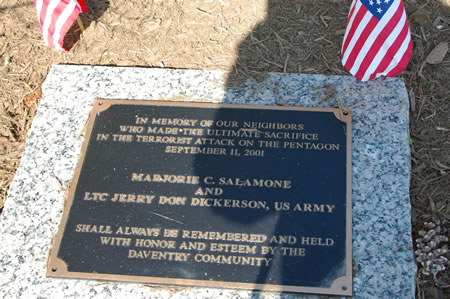 IN MEMORY OF OUR NEIGHBORS
WHO MADE THE ULTIMATE SACRIFICE
IN THE TERRORIST ATTACK ON THE PENTAGON
SEPTEMBER 11, 2001
MARJORIE C. SALAMONE
AND
LTC JERRY DON DICKERSON, US ARMY
SHALL ALWAYS BE REMEMBERED AND HELD
WITH HONOR AND ESTEEM BY THE
DAVENTRY COMMUNITY